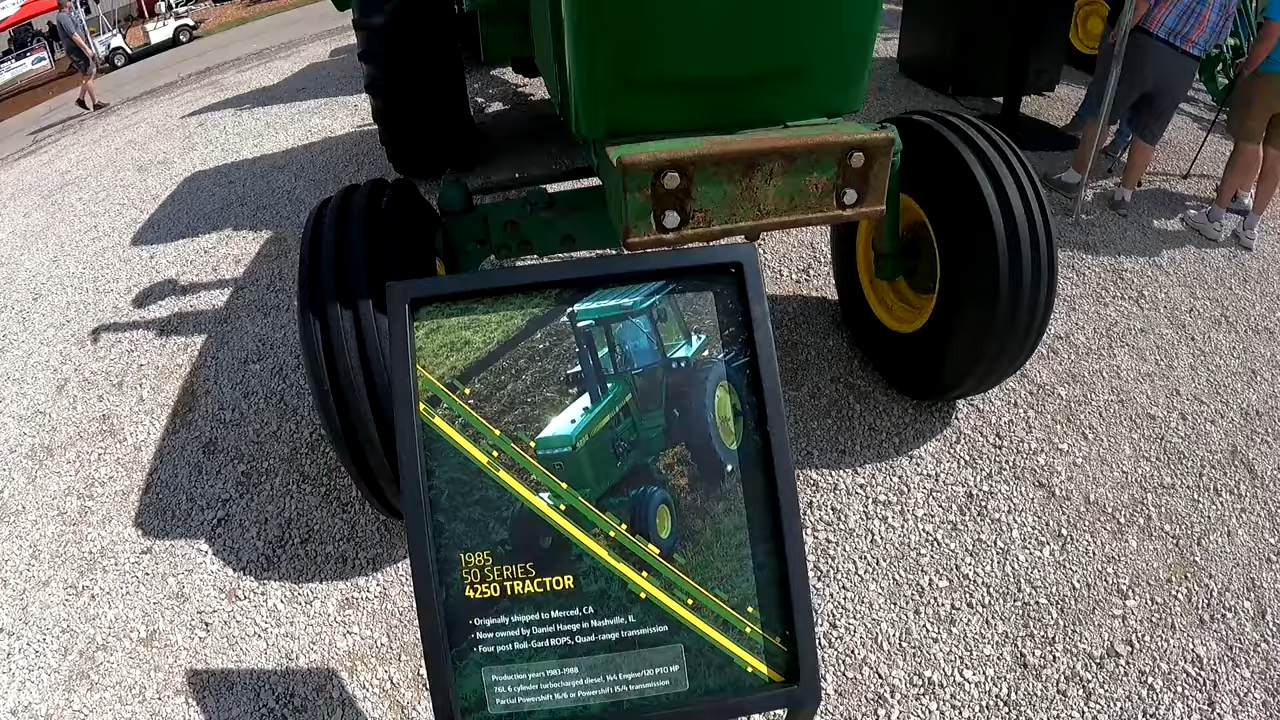 1985
50 SERIES
4250 TRACTOR
• Originally shipped to Merced, CA
• Now owned by Daniel Haege in Nashville, IL
• Four post Roll-Gard ROPS, Quad-range transmission
Production years 1983-1988
7.6L 6 cylinder turbocharged diesel, 144 Engine/120 PTO HP
Partial Powershift 16/6 or Powershift 15/4 transmission